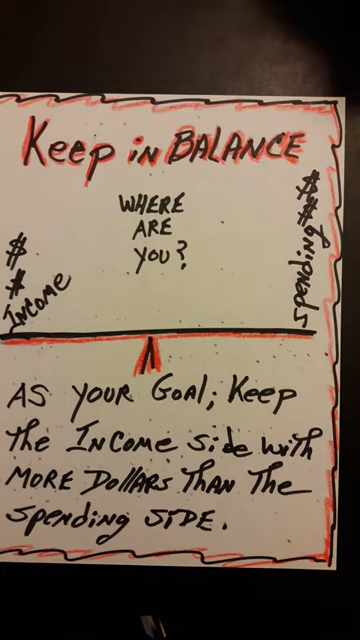 Keep in BALANCE
WHERE
ARE
YOU?
$
$
Income
$
$
spending
AS YOUR GOAL; Keep
the INCome side with
MORE DollARS THAN The
spending SIDE.